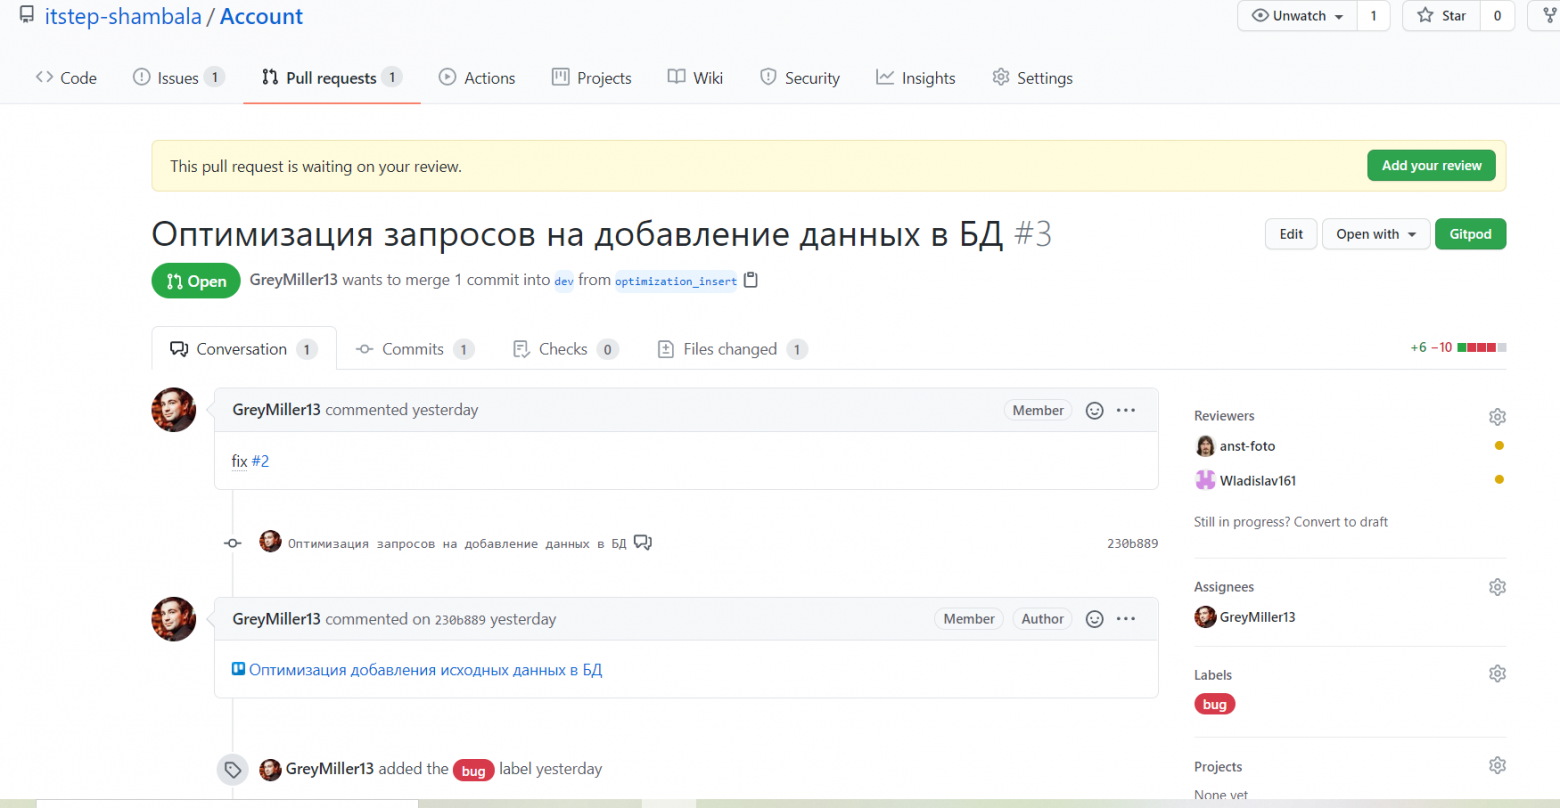 itstep-shambala / Account
Unwatch 1 Star 0
Code Issues 1 Pull requests 1 Actions Projects Wiki Security Insights Settings
This pull request is waiting on your review. Add your review
Оптимизация запросов на добавление данных в БД #3
Edit Open with Gitpod
Open GreyMiller13 wants to merge 1 commit into dev from optimization_insert
Conversation 1 Commits 1 Checks 0 Files changed 1 +6 −10
GreyMiller13 commented yesterday Member
fix #2
Оптимизация запросов на добавление данных в БД 230b889
GreyMiller13 commented on 230b889 yesterday Member Author
Оптимизация добавления исходных данных в БД
GreyMiller13 added the bug label yesterday
Reviewers
anst-foto
Wladislav161
Still in progress? Convert to draft
Assignees
GreyMiller13
Labels
bug
Projects
None yet